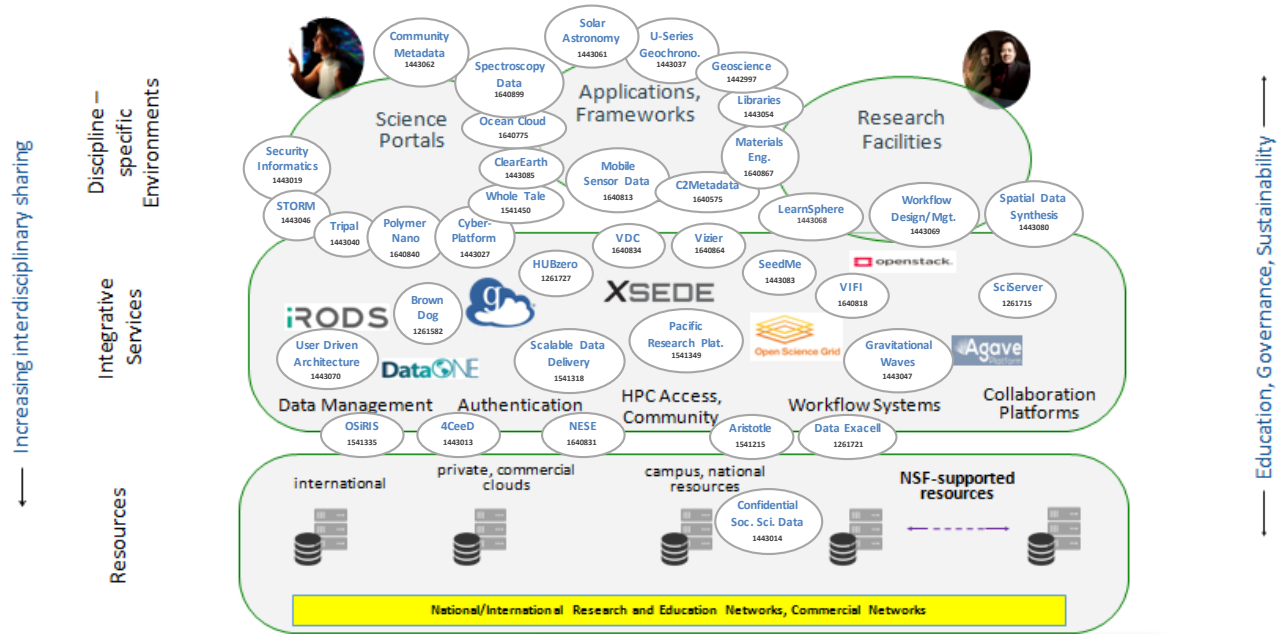 Increasing interdisciplinary sharing
Discipline –
specific
Environments
Integrative
Services
Resources
Education, Governance, Sustainability
Community
Metadata
1443062
Solar
Astronomy
1443061
U-Series
Geochrono.
1443037
Spectroscopy
Data
1640899
Geoscience
1442997
Applications,
Frameworks
Libraries
1443054
Science
Portals
Ocean Cloud
1640775
Research
Facilities
Security
Informatics
1443019
ClearEarth
1443085
Mobile
Sensor Data
1640813
Materials
Eng.
1640867
C2Metadata
1640575
Whole Tale
1541450
STORM
1443046
Tripal
1443040
Polymer
Nano
1640840
Cyber-
Platform
1443027
LearnSphere
1443068
Workflow
Design/Mgt.
1443069
Spatial Data
Synthesis
1443080
VDC
1640834
Vizier
1640864
HUBzero
1261727
SeedMe
1443083
openstack.
VIFI
1640818
SciServer
1261715
iRODS
Brown
Dog
1261582
g
XSEDE
Pacific
Research Plat.
1541349
Open Science Grid
User Driven
Architecture
1443070
DataONE
Scalable Data
Delivery
1541318
Gravitational
Waves
1443047
Agave
Platform
Data Management
Authentication
HPC Access,
Community
Workflow Systems
Collaboration
Platforms
OSiRIS
1541335
4CeeD
1443013
NESE
1640831
Aristotle
1541215
Data Exacell
1261721
international
private, commercial
clouds
campus, national
resources
NSF-supported
resources
Confidential
Soc. Sci. Data
1443014
National/International Research and Education Networks, Commercial Networks